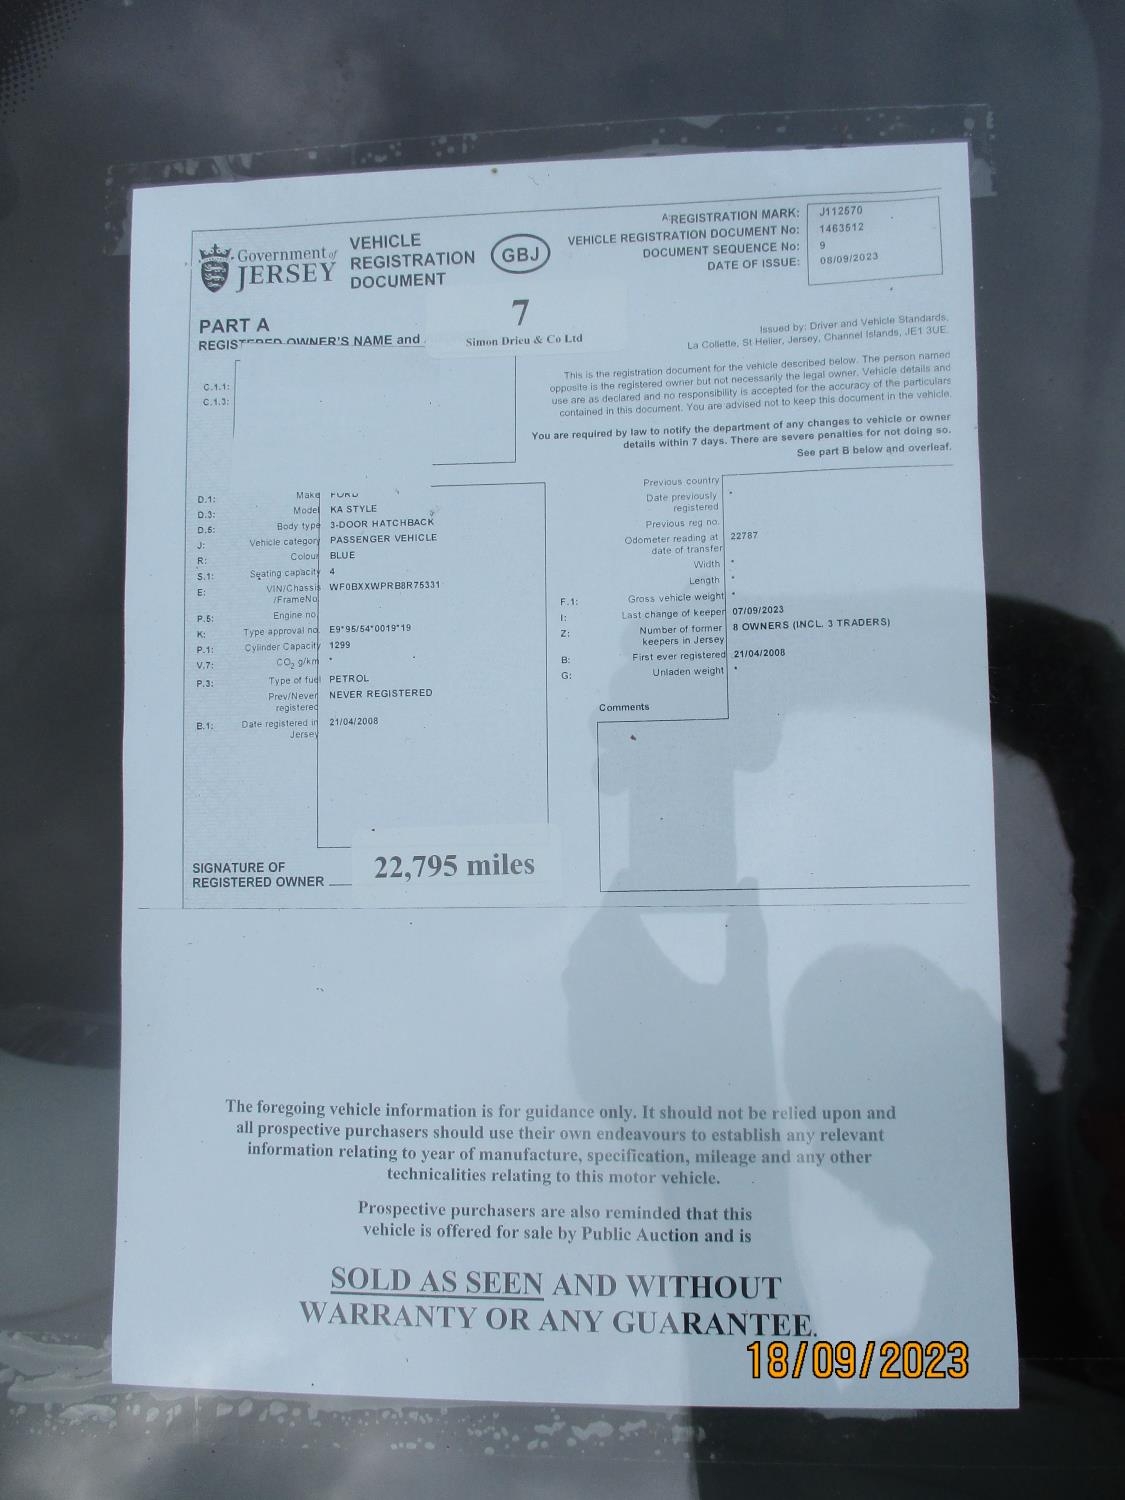 Government of
JERSEY
VEHICLE
REGISTRATION
DOCUMENT
GBJ
A: REGISTRATION MARK: J112570
VEHICLE REGISTRATION DOCUMENT No: 1463512
DOCUMENT SEQUENCE No: 9
DATE OF ISSUE: 08/09/2023
PART A
REGISTERED OWNER'S NAME and
7
Simon Drieu & Co Ltd
Issued by: Driver and Vehicle Standards,
La Collette, St Helier, Jersey, Channel Islands, JE1 3UE.
C.1.1:
C.1.3:
This is the registration document for the vehicle described below. The person named
opposite is the registered owner but not necessarily the legal owner. Vehicle details and
use are as declared and no responsibility is accepted for the accuracy of the particulars
contained in this document. You are advised not to keep this document in the vehicle.
You are required by law to notify the department of any changes to vehicle or owner
details within 7 days. There are severe penalties for not doing so.
See part B below and overleaf.
D.1: Make FORD
D.3: Model KA STYLE
D.5: Body type 3-DOOR HATCHBACK
J: Vehicle category PASSENGER VEHICLE
R: Colour BLUE
S.1: Seating capacity 4
E: VIN/Chassis WF0BXXWPRB8R75331
/FrameNo.
P.5: Engine no.
K: Type approval no. E9*95/54*0019*19
P.1: Cylinder Capacity 1299
V.7: CO2 g/km *
P.3: Type of fuel PETROL
Prev/Never NEVER REGISTERED
registered
B.1: Date registered in 21/04/2008
Jersey
Previous country
Date previously *
registered
Previous reg no.
Odometer reading at 22787
date of transfer
Width *
Length *
F.1: Gross vehicle weight *
I: Last change of keeper 07/09/2023
Z: Number of former 8 OWNERS (INCL. 3 TRADERS)
keepers in Jersey
B: First ever registered 21/04/2008
G: Unladen weight *
Comments
SIGNATURE OF
REGISTERED OWNER
22,795 miles
The foregoing vehicle information is for guidance only. It should not be relied upon and
all prospective purchasers should use their own endeavours to establish any relevant
information relating to year of manufacture, specification, mileage and any other
technicalities relating to this motor vehicle.
Prospective purchasers are also reminded that this
vehicle is offered for sale by Public Auction and is
SOLD AS SEEN AND WITHOUT
WARRANTY OR ANY GUARANTEE.
18/09/2023